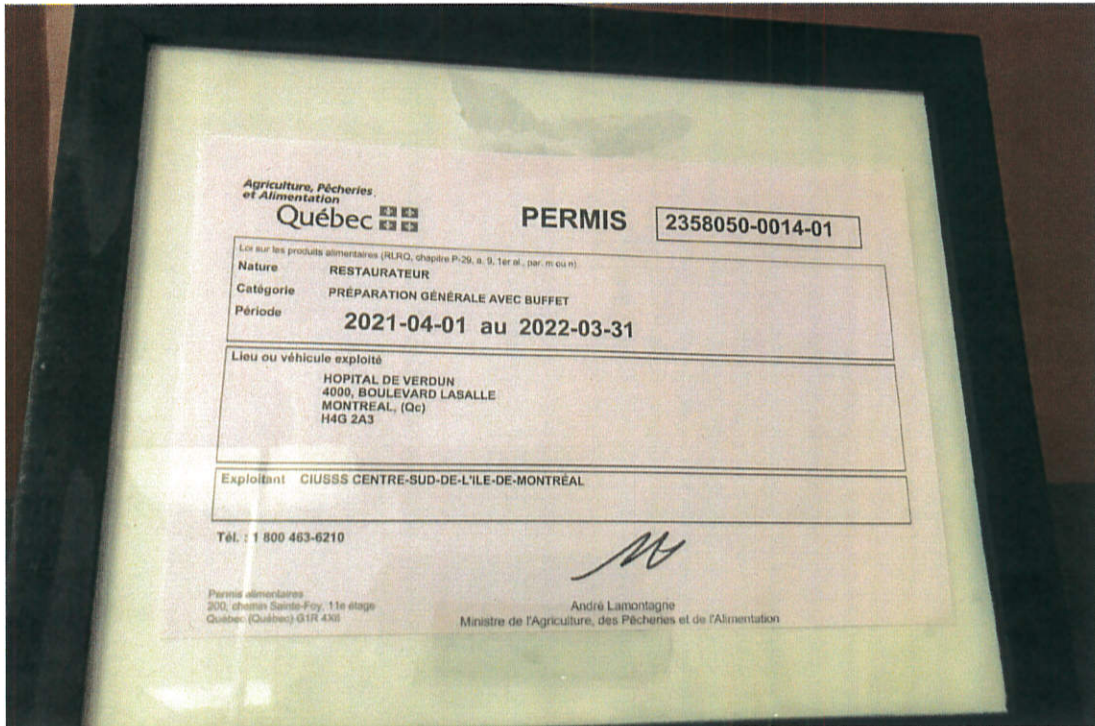 Agriculture, Pêcheries
et Alimentation
Québec
PERMIS 2358050-0014-01
Loi sur les produits alimentaires (RLRQ, chapitre P-29, a. 9, 1er al., par. m ou n)
Nature RESTAURATEUR
Catégorie PRÉPARATION GÉNÉRALE AVEC BUFFET
Période 2021-04-01 au 2022-03-31
Lieu ou véhicule exploité
HOPITAL DE VERDUN
4000, BOULEVARD LASALLE
MONTREAL, (Qc)
H4G 2A3
Exploitant CIUSSS CENTRE-SUD-DE-L'ILE-DE-MONTRÉAL
Tél. : 1 800 463-6210
Permis alimentaires
200, chemin Sainte-Foy, 11e étage
Québec (Québec) G1R 4X6
André Lamontagne
Ministre de l'Agriculture, des Pêcheries et de l'Alimentation